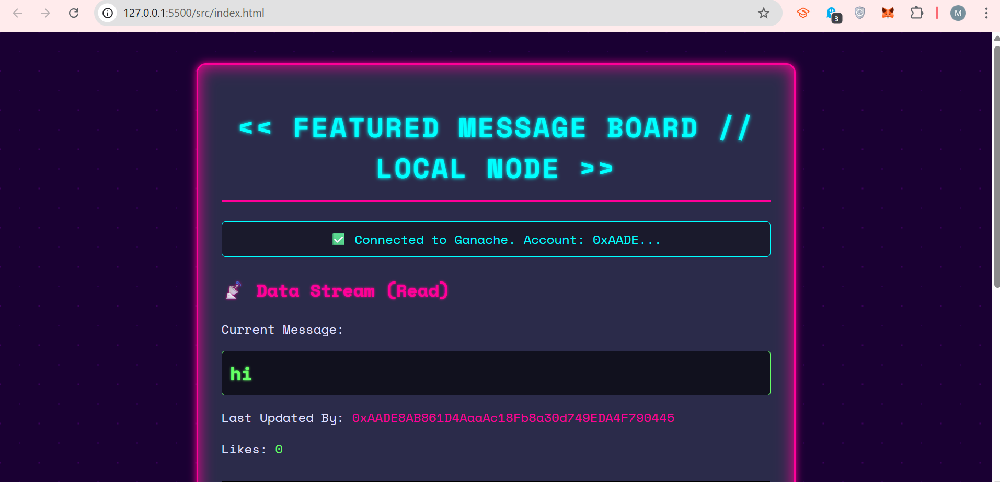 127.0.0.1:5500/src/index.html
3
M
<< FEATURED MESSAGE BOARD //
LOCAL NODE >>
✅ Connected to Ganache. Account: 0xAADE...
📡 Data Stream (Read)
Current Message:
hi
Last Updated By: 0xAADE8AB861D4AaaAc18Fb8a30d749EDA4F790445
Likes: 0